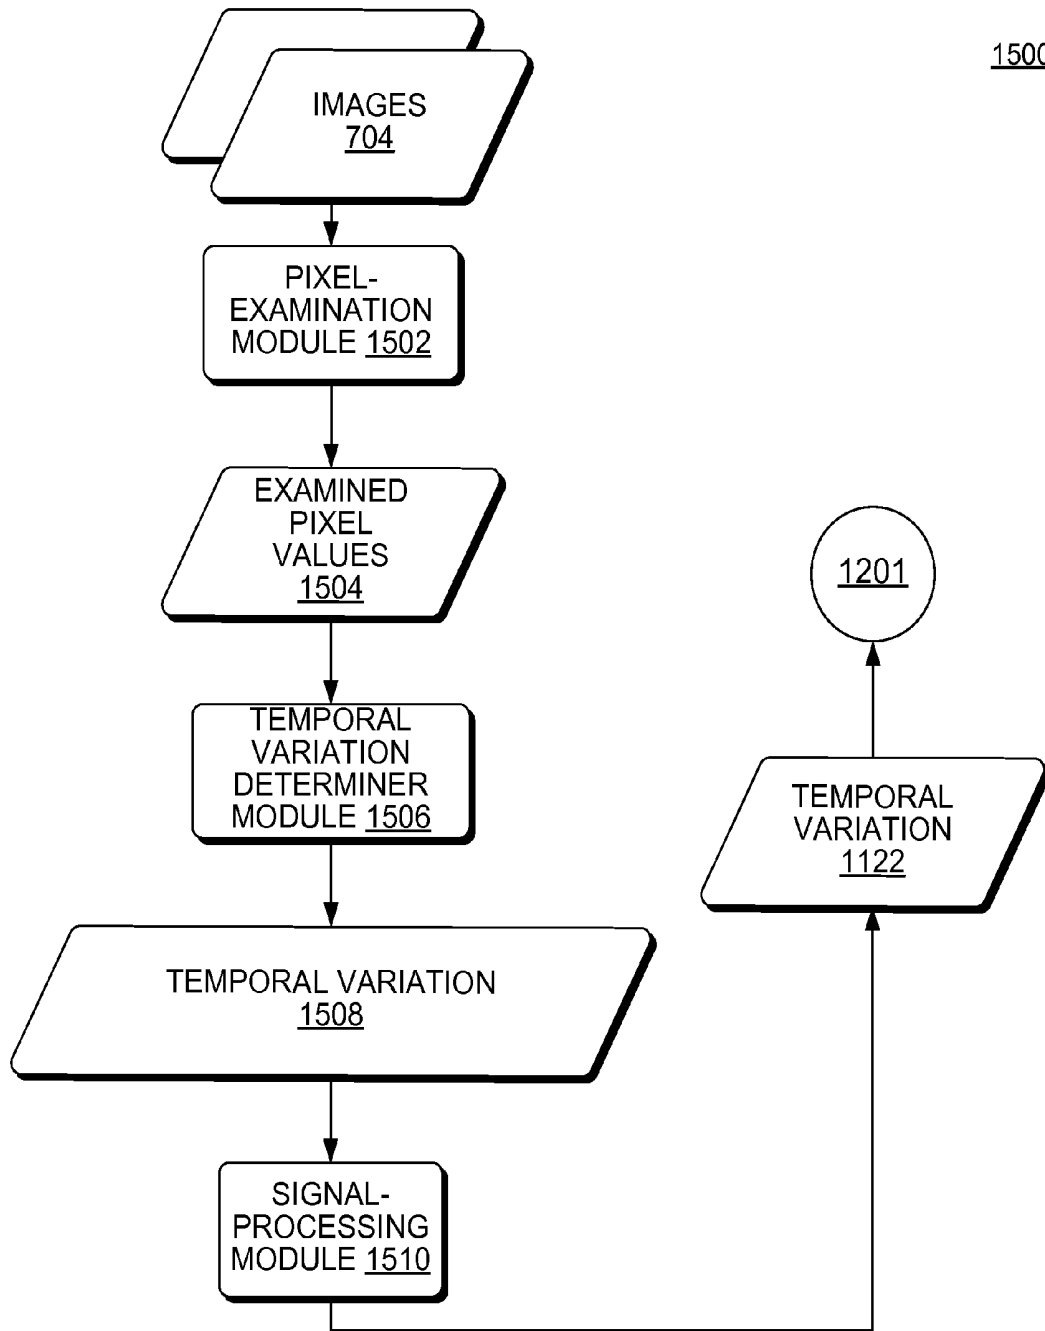 1500
IMAGES
704
PIXEL-
EXAMINATION
MODULE 1502
EXAMINED
PIXEL
VALUES
1504
TEMPORAL
VARIATION
DETERMINER
MODULE 1506
TEMPORAL VARIATION
1508
SIGNAL-
PROCESSING
MODULE 1510
TEMPORAL
VARIATION
1122
1201